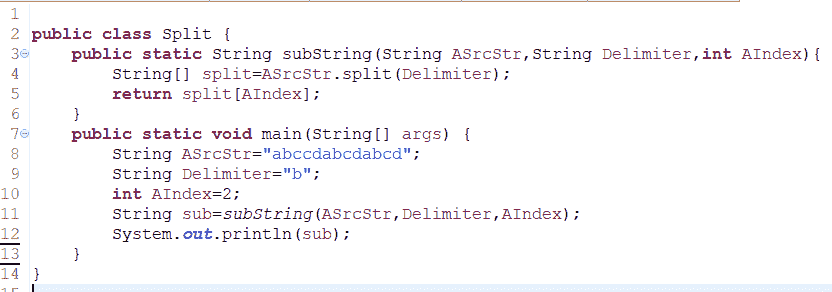 1
2 public class Split {
3 public static String subString(String ASrcStr,String Delimiter,int AIndex){
4 String[] split=ASrcStr.split(Delimiter);
5 return split[AIndex];
6 }
7 public static void main(String[] args) {
8 String ASrcStr="abccdabcdabcd";
9 String Delimiter="b";
10 int AIndex=2;
11 String sub=subString(ASrcStr,Delimiter,AIndex);
12 System.out.println(sub);
13 }
14 }
15